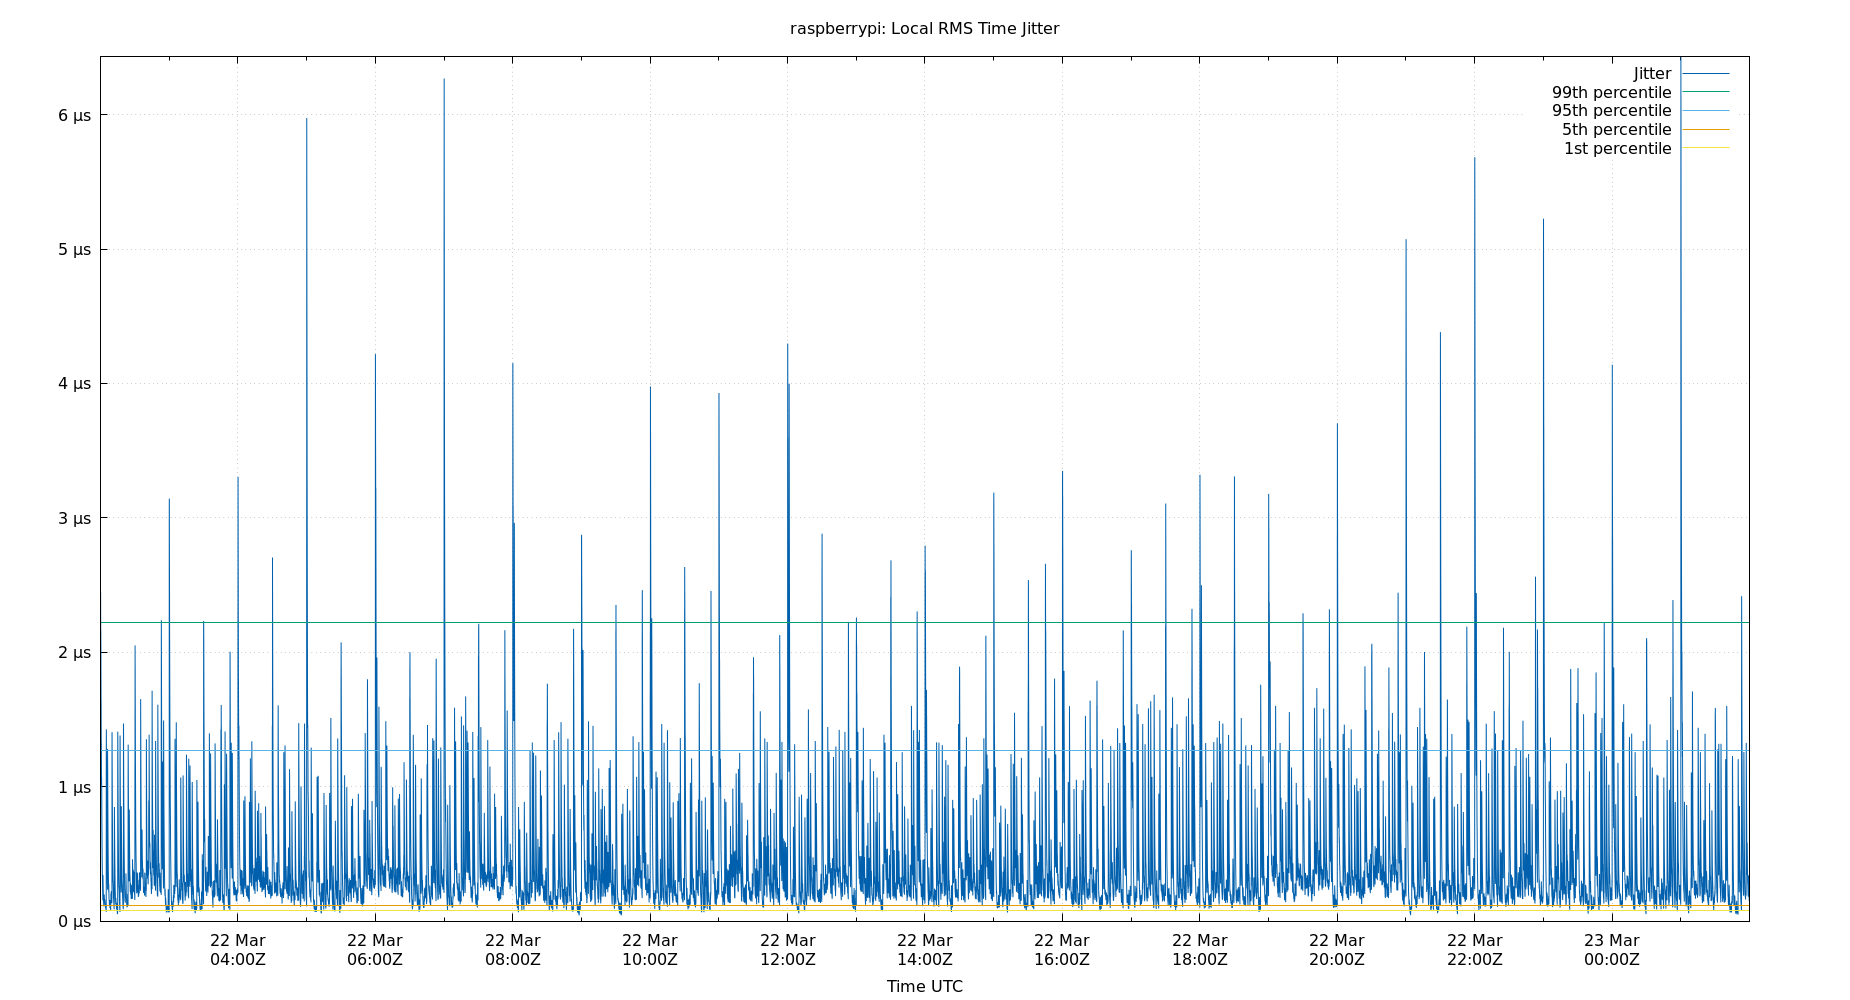 raspberrypi: Local RMS Time Jitter
Jitter
99th percentile
95th percentile
5th percentile
1st percentile
6 µs
5 µs
4 µs
3 µs
2 µs
1 µs
0 µs
22 Mar 22 Mar 22 Mar 22 Mar 22 Mar 22 Mar 22 Mar 22 Mar 22 Mar 22 Mar 23 Mar
04:00Z 06:00Z 08:00Z 10:00Z 12:00Z 14:00Z 16:00Z 18:00Z 20:00Z 22:00Z 00:00Z
Time UTC